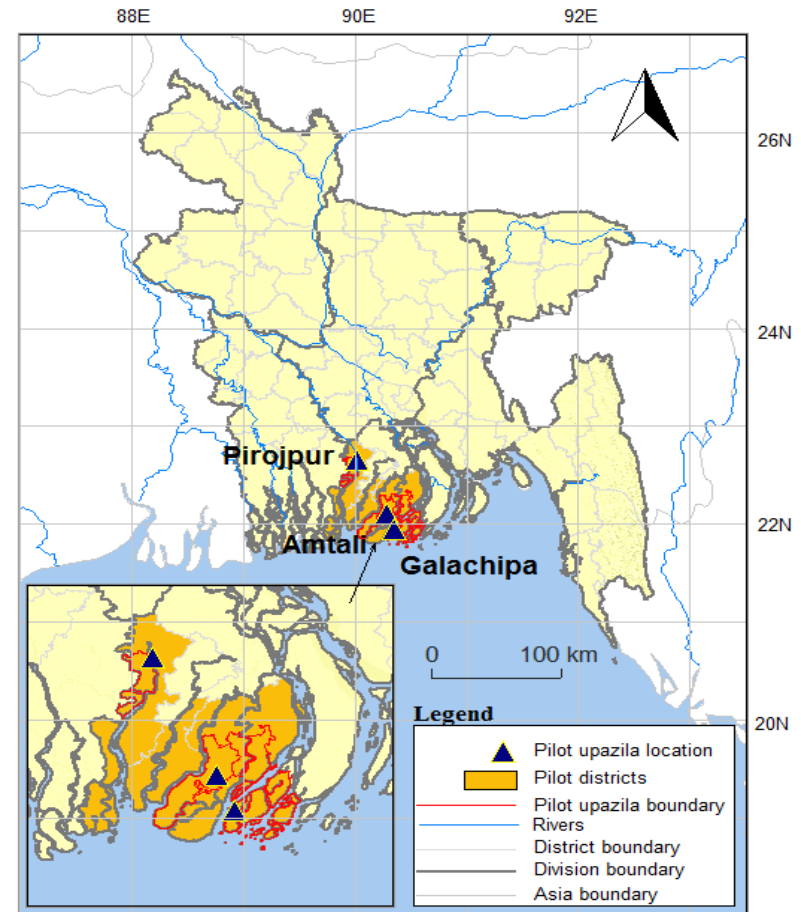 88E 90E 92E
26N
24N
Pirojpur
22N
Amtali
Galachipa
0 100 km
20N
Legend
Pilot upazila location
Pilot districts
Pilot upazila boundary
Rivers
District boundary
Division boundary
Asia boundary